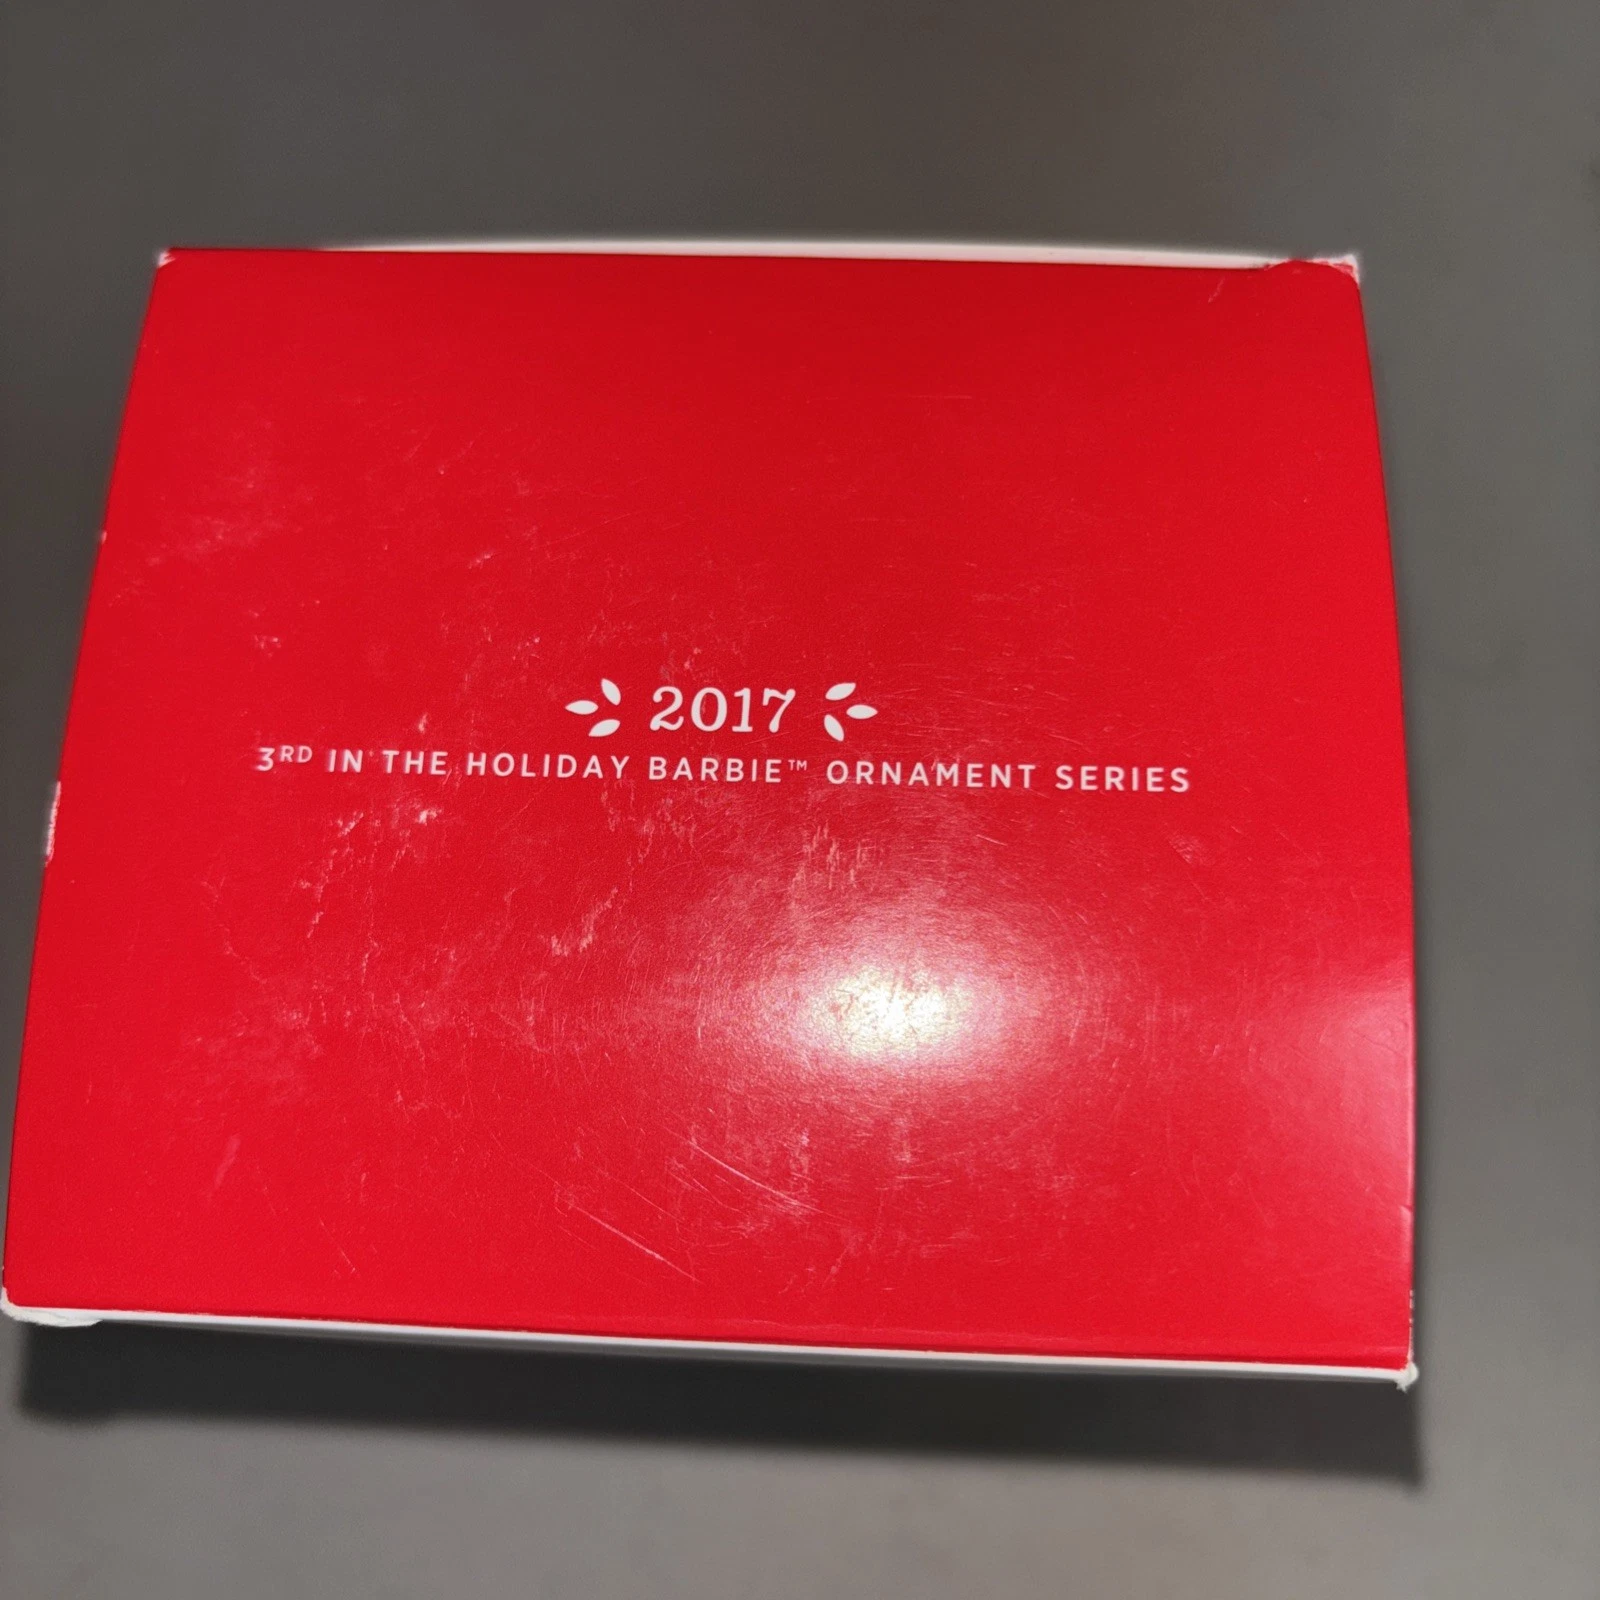 2017
3RD IN THE HOLIDAY BARBIE™ ORNAMENT SERIES